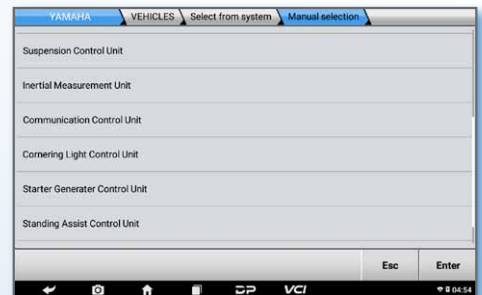 YAMAHA VEHICLES Select from system Manual selection
Suspension Control Unit
Inertial Measurement Unit
Communication Control Unit
Cornering Light Control Unit
Starter Generater Control Unit
Standing Assist Control Unit
Esc Enter
DP VCI 04:54